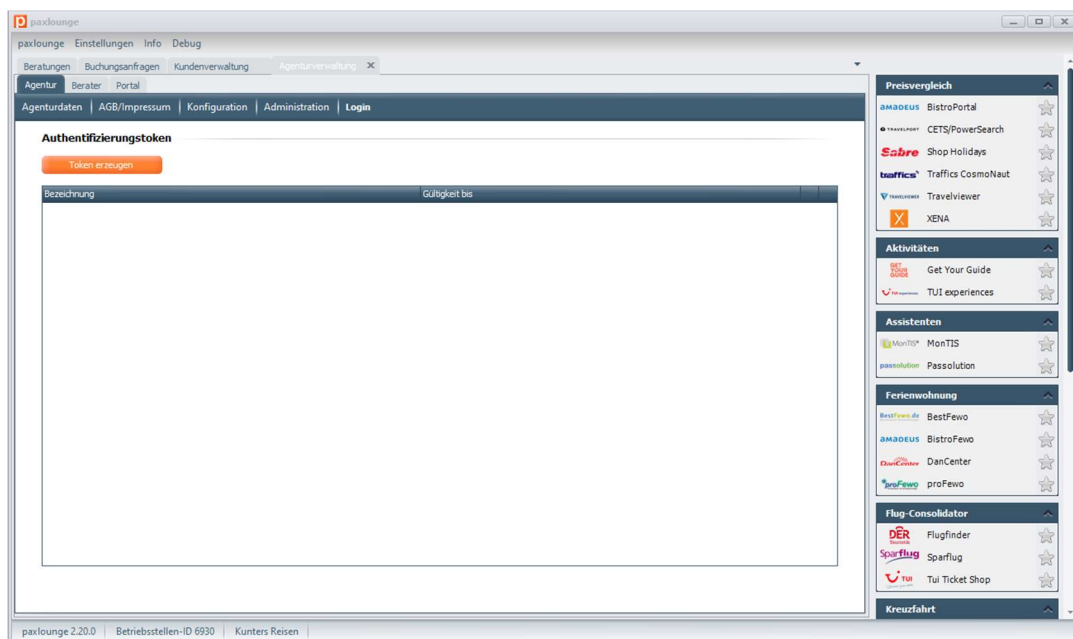 paxlounge
paxlounge Einstellungen Info Debug
Beratungen Buchungsanfragen Kundenverwaltung Agenturverwaltung
Agentur Berater Portal
Agenturdaten AGB/Impressum Konfiguration Administration Login
Authentifizierungstoken
Token erzeugen
Bezeichnung Gültigkeit bis
Preisvergleich
amadeus BistroPortal
TRAVELPORT CETS/PowerSearch
Sabre Shop Holidays
traffics Traffics CosmoNaut
TRAVELVIEWER Travelviewer
X XENA
Aktivitäten
GET YOUR GUIDE Get Your Guide
TUI experiences TUI experiences
Assistenten
MonTIS MonTIS
passolution Passolution
Ferienwohnung
BestFewo.de BestFewo
amadeus BistroFewo
DanCenter DanCenter
proFewo proFewo
Flug-Consolidator
DER Touristik Flugfinder
Sparflug Sparflug
TUI Tui Ticket Shop
Kreuzfahrt
paxlounge 2.20.0 Betriebsstellen-ID 6930 Kunters Reisen